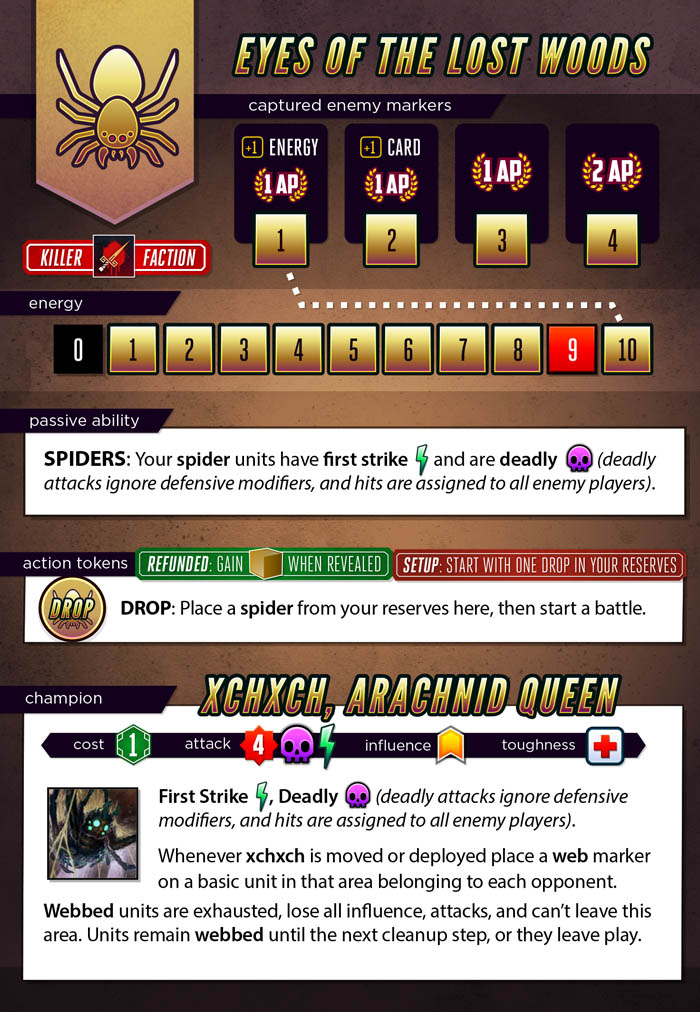 EYES OF THE LOST WOODS
captured enemy markers
+1 ENERGY
1 AP
+1 CARD
1 AP
1 AP
2 AP
1
2
3
4
KILLER FACTION
energy
0 1 2 3 4 5 6 7 8 9 10
passive ability
SPIDERS: Your spider units have first strike and are deadly (deadly
attacks ignore defensive modifiers, and hits are assigned to all enemy players).
action tokens
REFUNDED: GAIN WHEN REVEALED
SETUP: START WITH ONE DROP IN YOUR RESERVES
DROP
DROP: Place a spider from your reserves here, then start a battle.
champion
XCHXCH, ARACHNID QUEEN
cost 1 attack 4 influence toughness
First Strike , Deadly (deadly attacks ignore defensive
modifiers, and hits are assigned to all enemy players).
Whenever xchxch is moved or deployed place a web marker
on a basic unit in that area belonging to each opponent.
Webbed units are exhausted, lose all influence, attacks, and can't leave this
area. Units remain webbed until the next cleanup step, or they leave play.